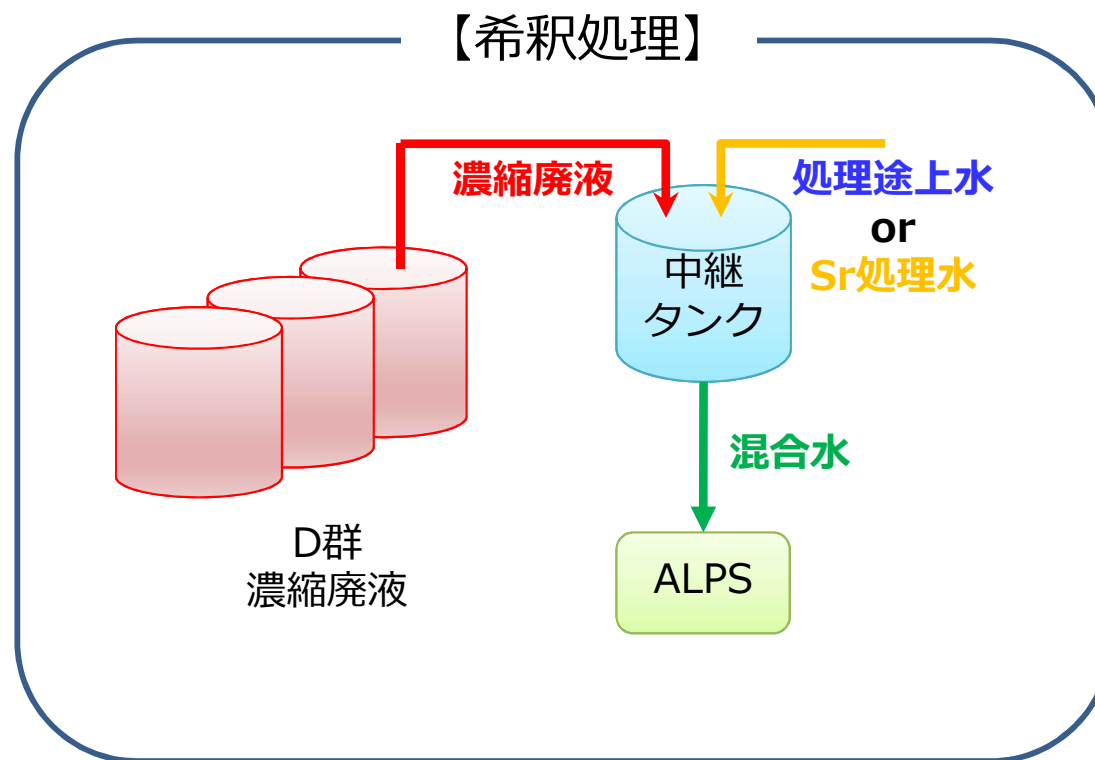 【希釈処理】
濃縮廃液
処理途上水
or
Sr処理水
中継
タンク
混合水
D群
濃縮廃液
ALPS